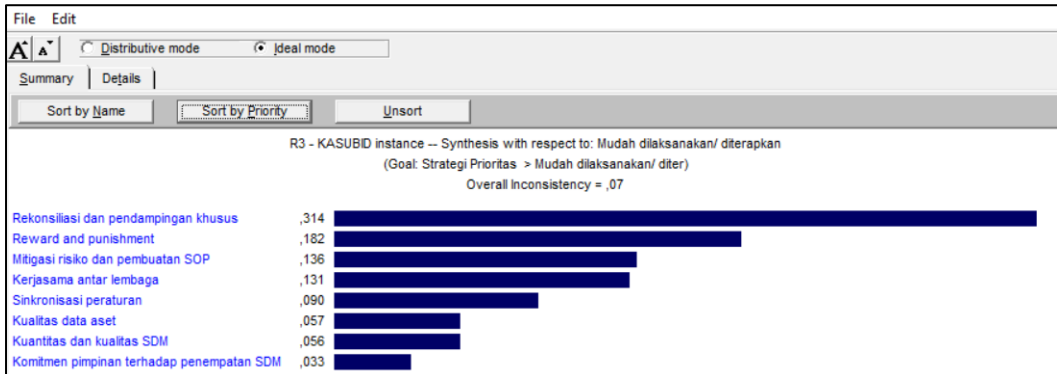 File Edit
A A Distributive mode Ideal mode
Summary Details
Sort by Name Sort by Priority Unsort
R3 - KASUBID instance -- Synthesis with respect to: Mudah dilaksanakan/ diterapkan
(Goal: Strategi Prioritas > Mudah dilaksanakan/ diter)
Overall Inconsistency = ,07
Rekonsiliasi dan pendampingan khusus ,314
Reward and punishment ,182
Mitigasi risiko dan pembuatan SOP ,136
Kerjasama antar lembaga ,131
Sinkronisasi peraturan ,090
Kualitas data aset ,057
Kuantitas dan kualitas SDM ,056
Komitmen pimpinan terhadap penempatan SDM ,033